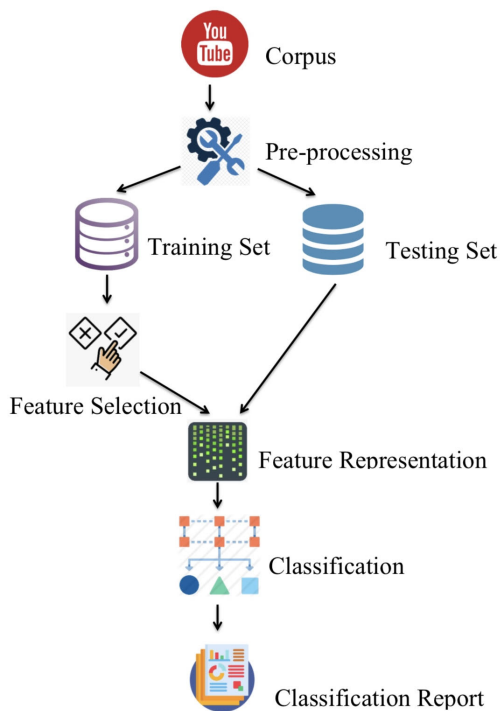 You
Tube
Corpus
Pre-processing
Training Set
Testing Set
Feature Selection
Feature Representation
Classification
Classification Report